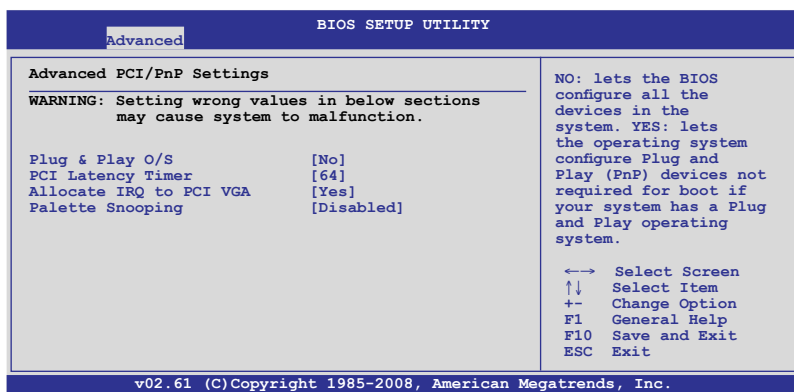 BIOS SETUP UTILITY
Advanced
Advanced PCI/PnP Settings
WARNING: Setting wrong values in below sections
may cause system to malfunction.
Plug & Play O/S [No]
PCI Latency Timer [64]
Allocate IRQ to PCI VGA [Yes]
Palette Snooping [Disabled]
NO: lets the BIOS
configure all the
devices in the
system. YES: lets
the operating system
configure Plug and
Play (PnP) devices not
required for boot if
your system has a Plug
and Play operating
system.
←→ Select Screen
↑↓ Select Item
+- Change Option
F1 General Help
F10 Save and Exit
ESC Exit
v02.61 (C)Copyright 1985-2008, American Megatrends, Inc.